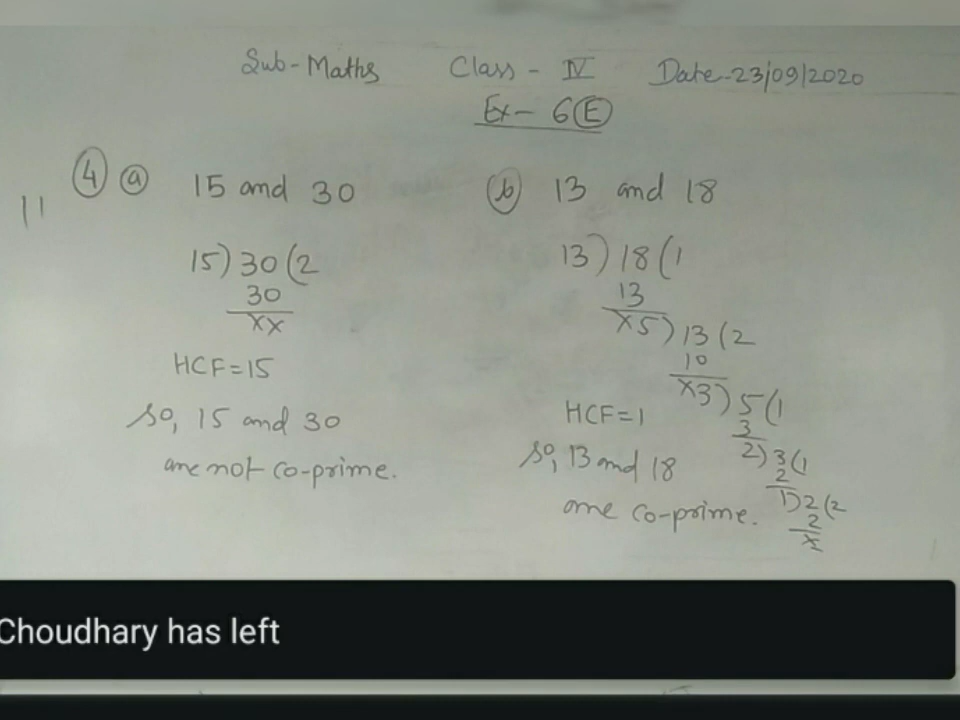 Sub-Maths Class - IV Date-23/09/2020
Ex- 6(E)
11
(4) (a) 15 and 30
15)30(2
30
xx
HCF=15
so, 15 and 30
are not co-prime.
(b) 13 and 18
13)18(1
13
x5)13(2
10
x3)5(1
3
2)3(1
2
1)2(2
2
x
HCF=1
so, 13 and 18
are co-prime.
Choudhary has left